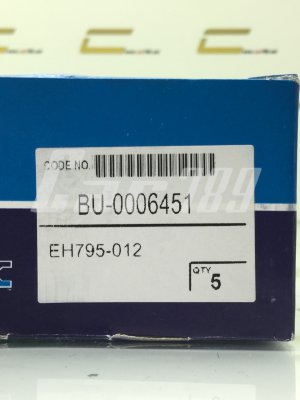 CODE NO.
BU-0006451
EH795-012
QTY
5